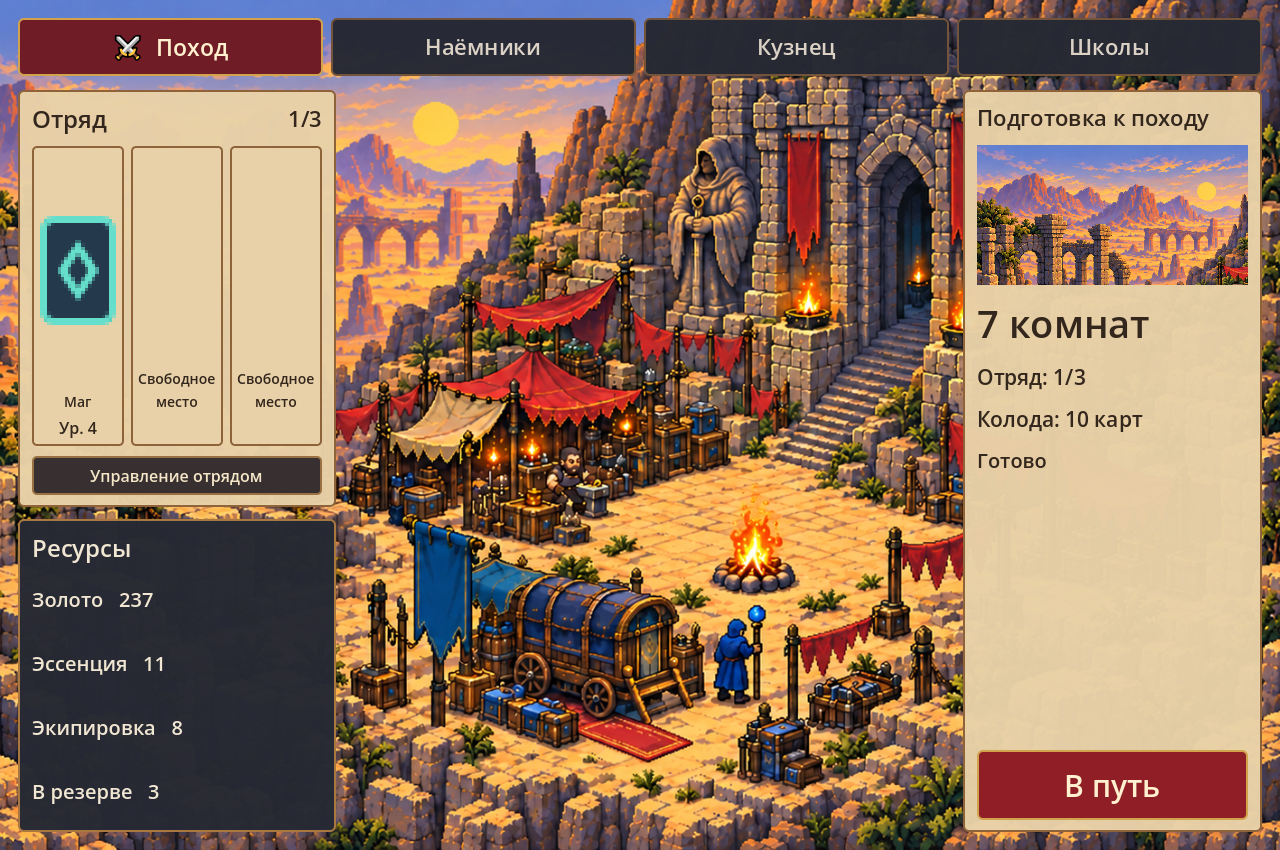 Поход
Наёмники
Кузнец
Школы
Отряд 1/3
Маг
Ур. 4
Свободное
место
Свободное
место
Управление отрядом
Ресурсы
Золото 237
Эссенция 11
Экипировка 8
В резерве 3
Подготовка к походу
7 комнат
Отряд: 1/3
Колода: 10 карт
Готово
В путь